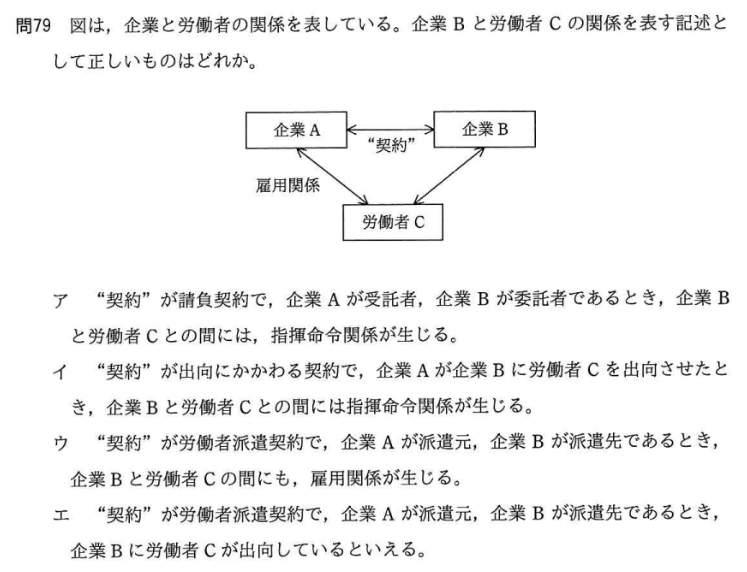 問79 図は，企業と労働者の関係を表している。企業 B と労働者 C の関係を表す記述と
して正しいものはどれか。
企業 A
企業 B
“契約”
雇用関係
労働者 C
ア “契約”が請負契約で，企業 A が受託者，企業 B が委託者であるとき，企業 B
と労働者 C との間には，指揮命令関係が生じる。
イ “契約”が出向にかかわる契約で，企業 A が企業 B に労働者 C を出向させたと
き，企業 B と労働者 C との間には指揮命令関係が生じる。
ウ “契約”が労働者派遣契約で，企業 A が派遣元，企業 B が派遣先であるとき，
企業 B と労働者 C の間にも，雇用関係が生じる。
エ “契約”が労働者派遣契約で，企業 A が派遣元，企業 B が派遣先であるとき，
企業 B に労働者 C が出向しているといえる。